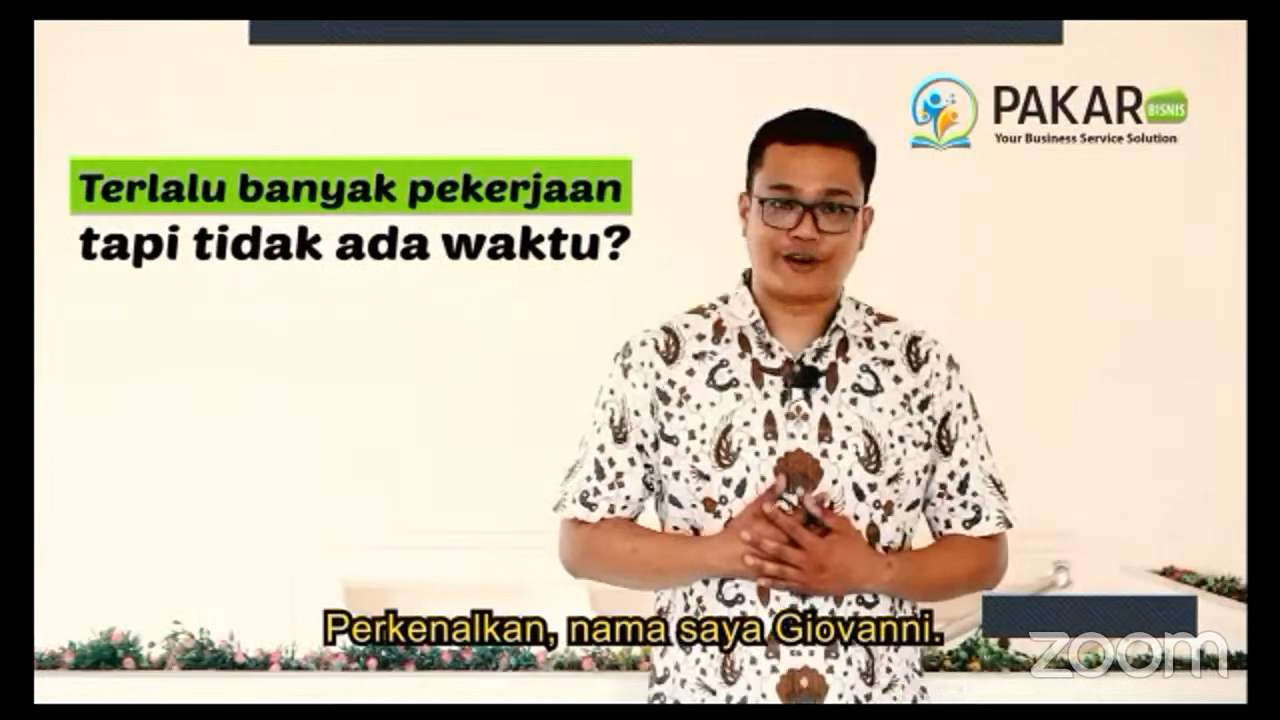 PAKAR BISNIS
Your Business Service Solution
Terlalu banyak pekerjaan
tapi tidak ada waktu?
Perkenalkan, nama saya Giovanni.
zoom